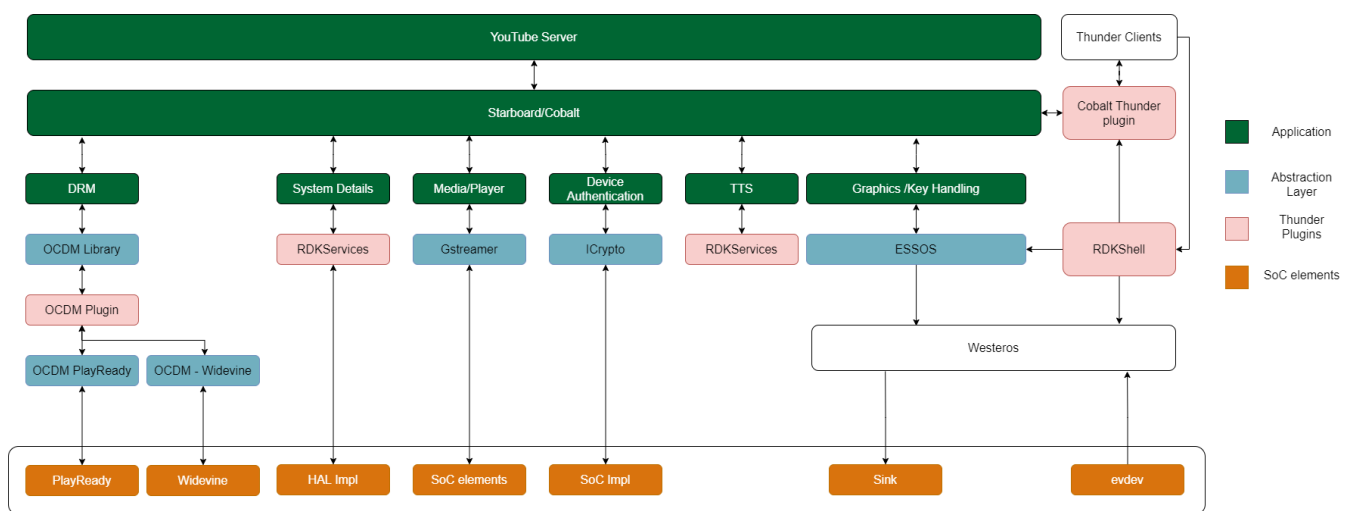 YouTube Server
Thunder Clients
Starboard/Cobalt
Cobalt Thunder
plugin
Application
DRM
System Details
Media/Player
Device
Authentication
TTS
Graphics /Key Handling
Abstraction
Layer
OCDM Library
RDKServices
Gstreamer
ICrypto
RDKServices
ESSOS
RDKShell
Thunder
Plugins
SoC elements
OCDM Plugin
Westeros
OCDM PlayReady
OCDM - Widevine
PlayReady
Widevine
HAL Impl
SoC elements
SoC Impl
Sink
evdev